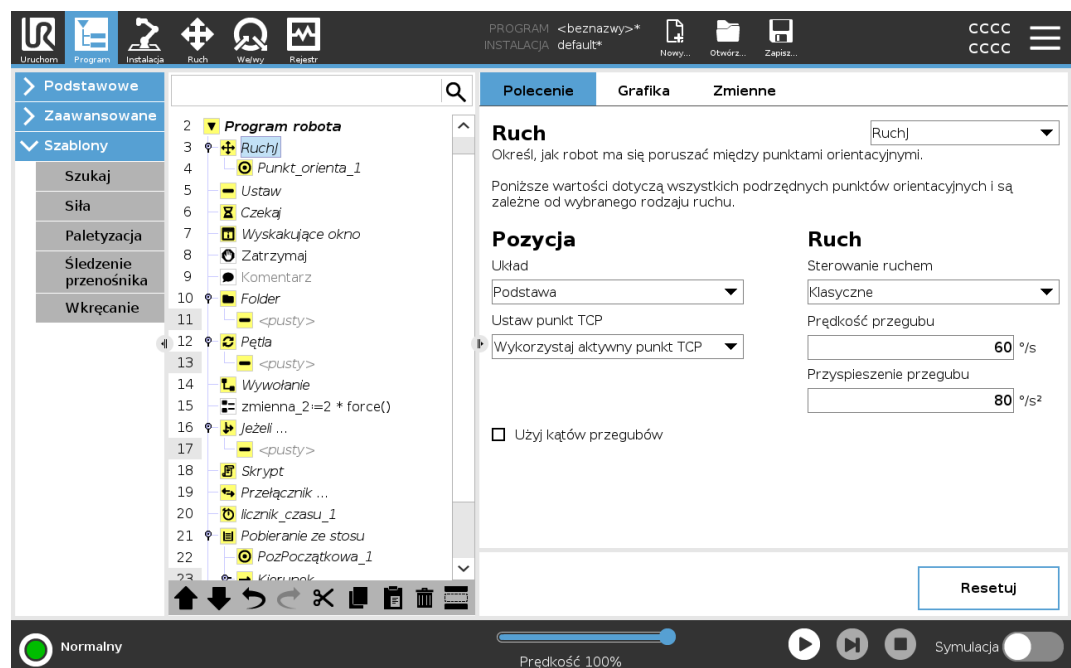 UR
Uruchom
Program
Instalacja
Ruch
We/wy
Rejestr
PROGRAM <beznazwy>*
INSTALACJA default*
Nowy...
Otwórz...
Zapisz...
CCCC
CCCC
Podstawowe
Zaawansowane
Szablony
Szukaj
Siła
Paletyzacja
Śledzenie
przenośnika
Wkręcanie
2 Program robota
3 RuchJ
4 Punkt_orienta_1
5 Ustaw
6 Czekaj
7 Wyskakujące okno
8 Zatrzymaj
9 Komentarz
10 Folder
11 <pusty>
12 Pętla
13 <pusty>
14 Wywołanie
15 zmienna_2≔2 * force()
16 Jeżeli ...
17 <pusty>
18 Skrypt
19 Przełącznik ...
20 licznik_czasu_1
21 Pobieranie ze stosu
22 PozPoczątkowa_1
23 Kierunek
Polecenie
Grafika
Zmienne
Ruch
RuchJ
Określ, jak robot ma się poruszać między punktami orientacyjnymi.
Poniższe wartości dotyczą wszystkich podrzędnych punktów orientacyjnych i są
zależne od wybranego rodzaju ruchu.
Pozycja
Układ
Podstawa
Ustaw punkt TCP
Wykorzystaj aktywny punkt TCP
Użyj kątów przegubów
Ruch
Sterowanie ruchem
Klasyczne
Prędkość przegubu
60 °/s
Przyspieszenie przegubu
80 °/s²
Resetuj
Normalny
Prędkość 100%
Symulacja